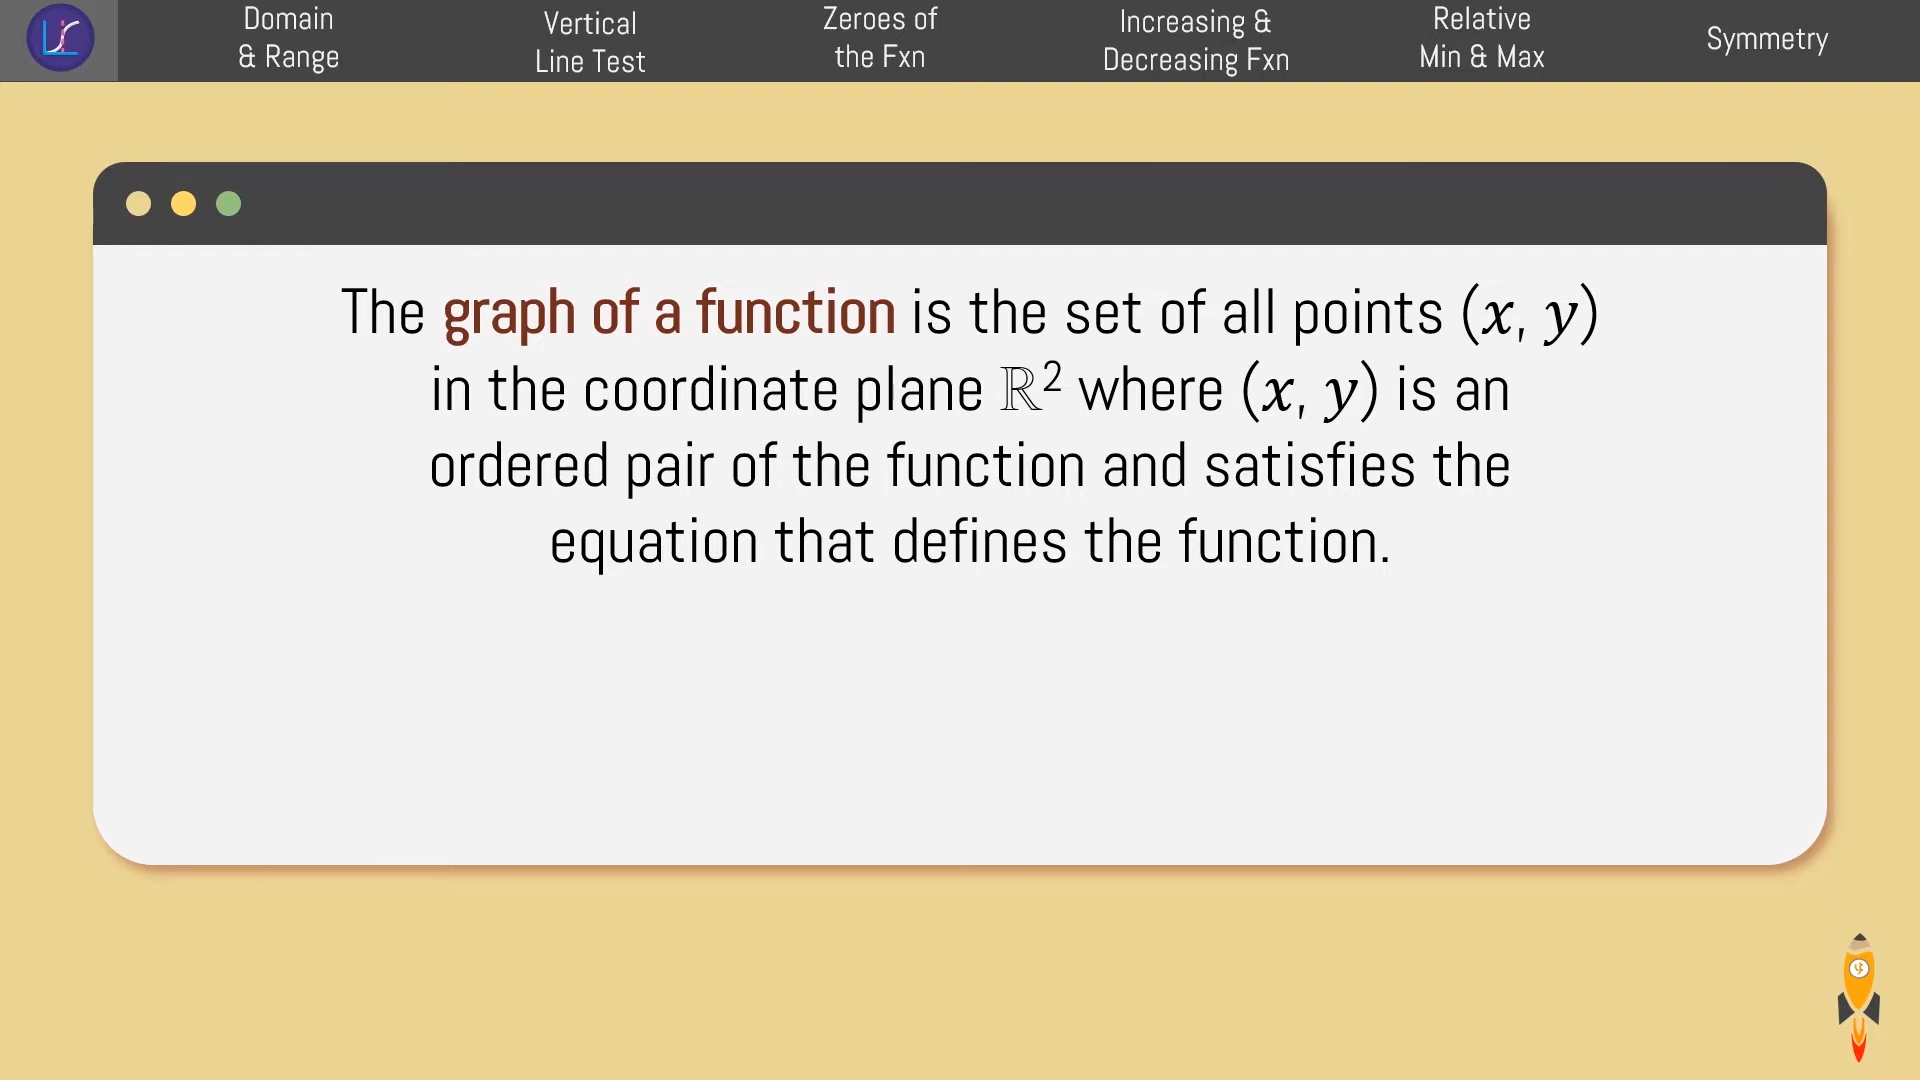 Domain
& Range
Vertical
Line Test
Zeroes of
the Fxn
Increasing &
Decreasing Fxn
Relative
Min & Max
Symmetry
The graph of a function is the set of all points (x, y)
in the coordinate plane ℝ² where (x, y) is an
ordered pair of the function and satisfies the
equation that defines the function.